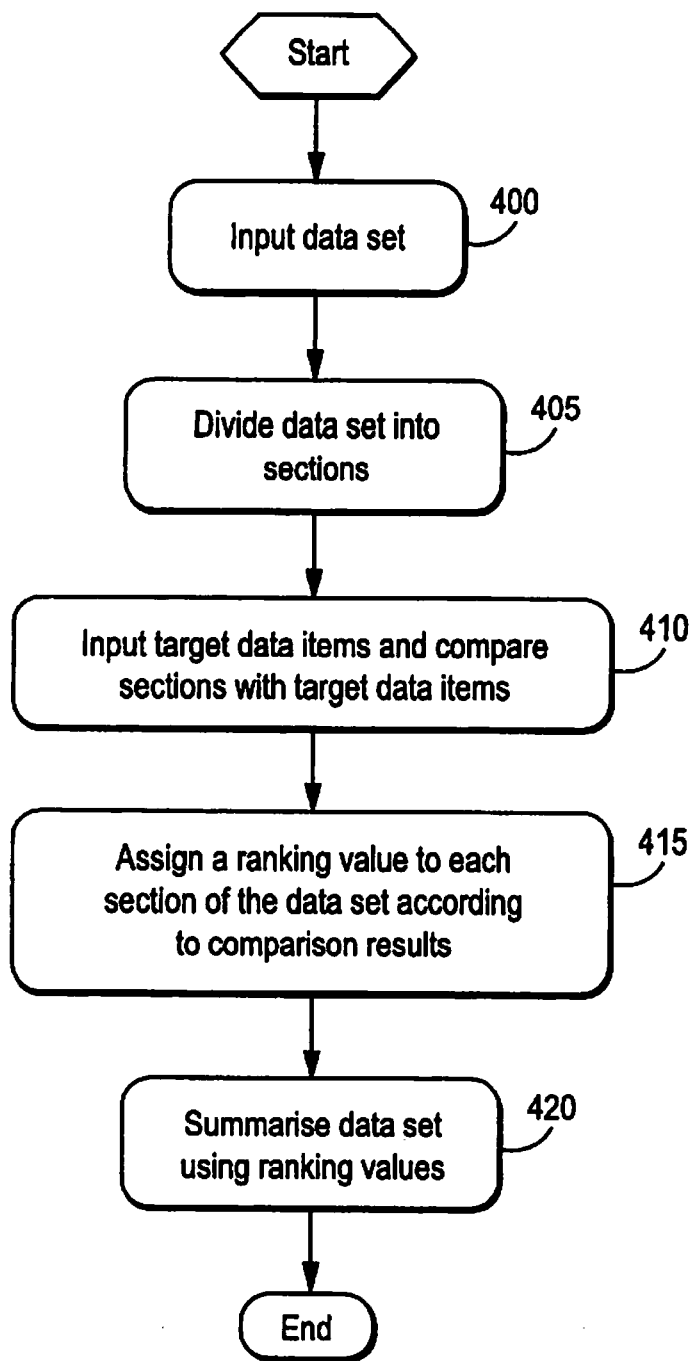 Start
Input data set
400
Divide data set into
sections
405
Input target data items and compare
sections with target data items
410
Assign a ranking value to each
section of the data set according
to comparison results
415
Summarise data set
using ranking values
420
End